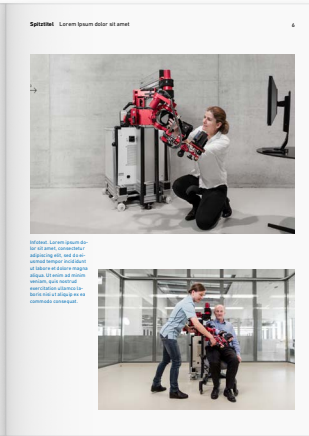 Spitztitel Lorem ipsum dolor sit amet 6
Infotext. Lorem ipsum do-
lor sit amet, consectetur
adipiscing elit, sed do ei-
usmod tempor incididunt
ut labore et dolore magna
aliqua. Ut enim ad minim
veniam, quis nostrud
exercitation ullamco la-
boris nisi ut aliquip ex ea
commodo consequat.